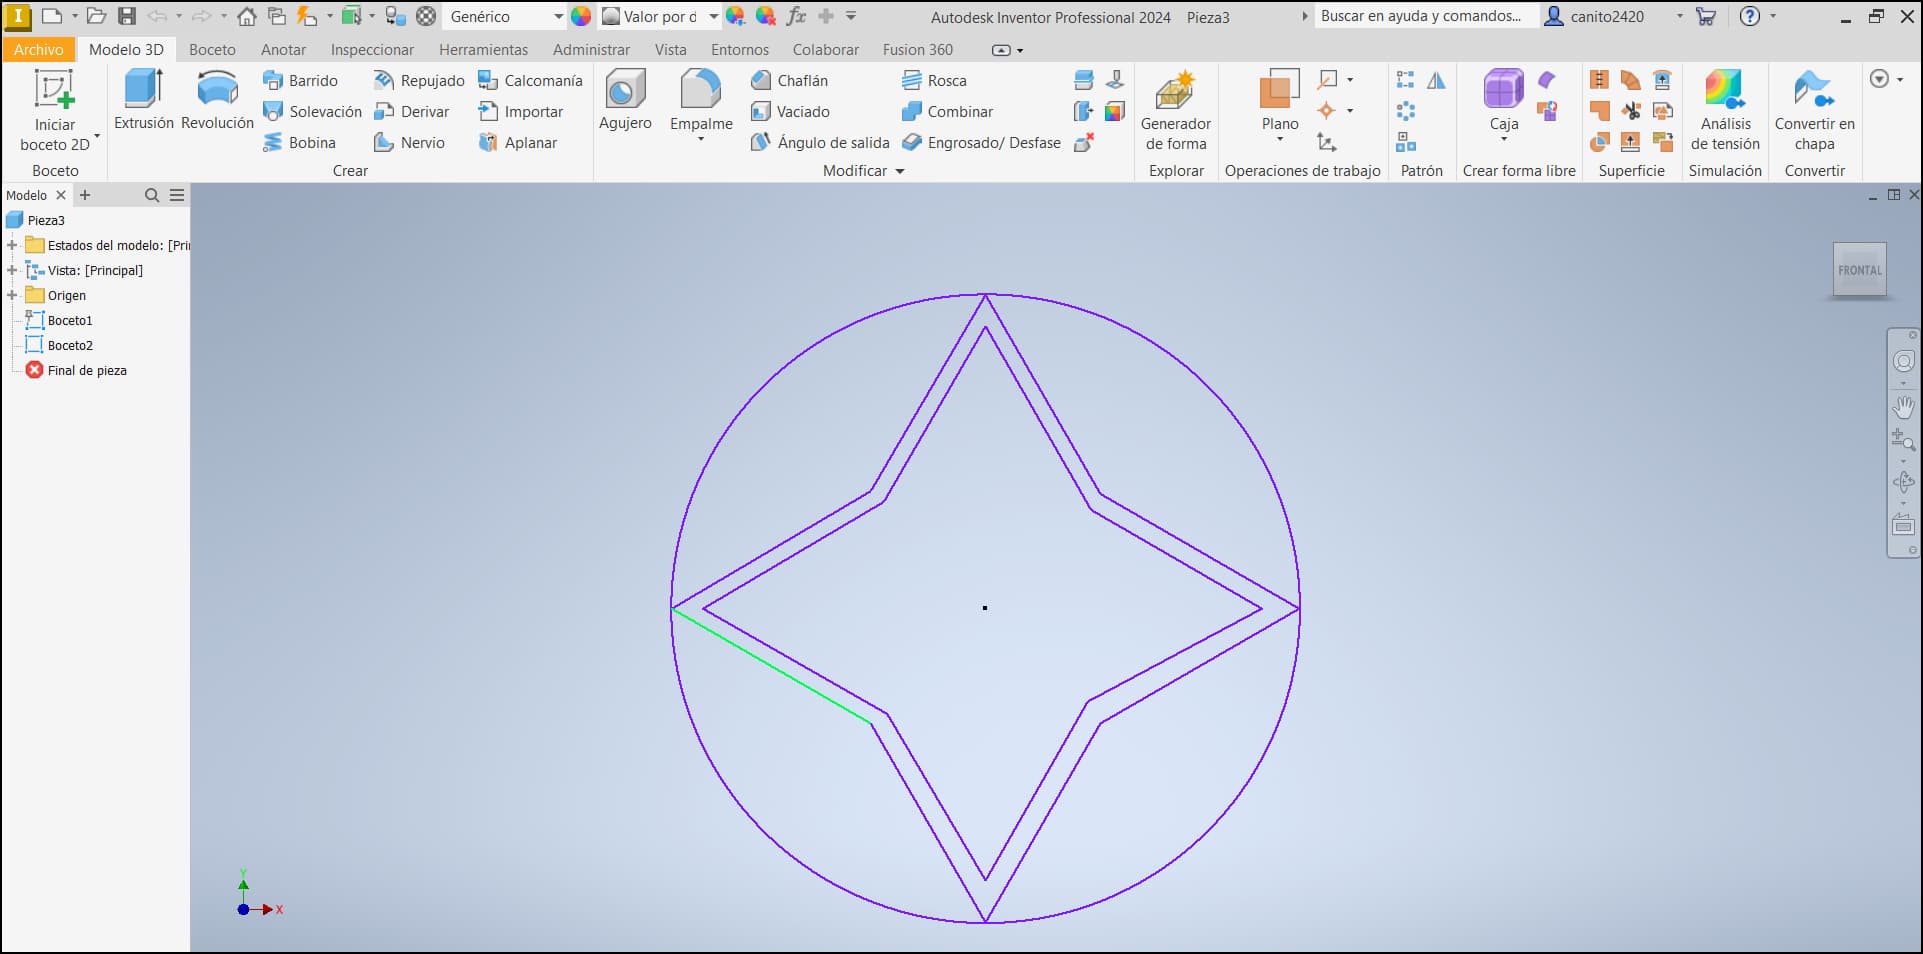 I
Genérico
Valor por d
fx
Autodesk Inventor Professional 2024 Pieza3
Buscar en ayuda y comandos...
canito2420
?
Archivo
Modelo 3D
Boceto
Anotar
Inspeccionar
Herramientas
Administrar
Vista
Entornos
Colaborar
Fusion 360
Iniciar
boceto 2D
Boceto
Extrusión
Revolución
Barrido
Solevación
Bobina
Repujado
Derivar
Nervio
Calcomanía
Importar
Aplanar
Crear
Agujero
Empalme
Chaflán
Vaciado
Ángulo de salida
Rosca
Combinar
Engrosado/ Desfase
Modificar
Generador
de forma
Explorar
Plano
Operaciones de trabajo
Patrón
Caja
Crear forma libre
Superficie
Análisis
de tensión
Simulación
Convertir en
chapa
Convertir
Modelo
Pieza3
Estados del modelo: [Pri
Vista: [Principal]
Origen
Boceto1
Boceto2
Final de pieza
FRONTAL
Y
X